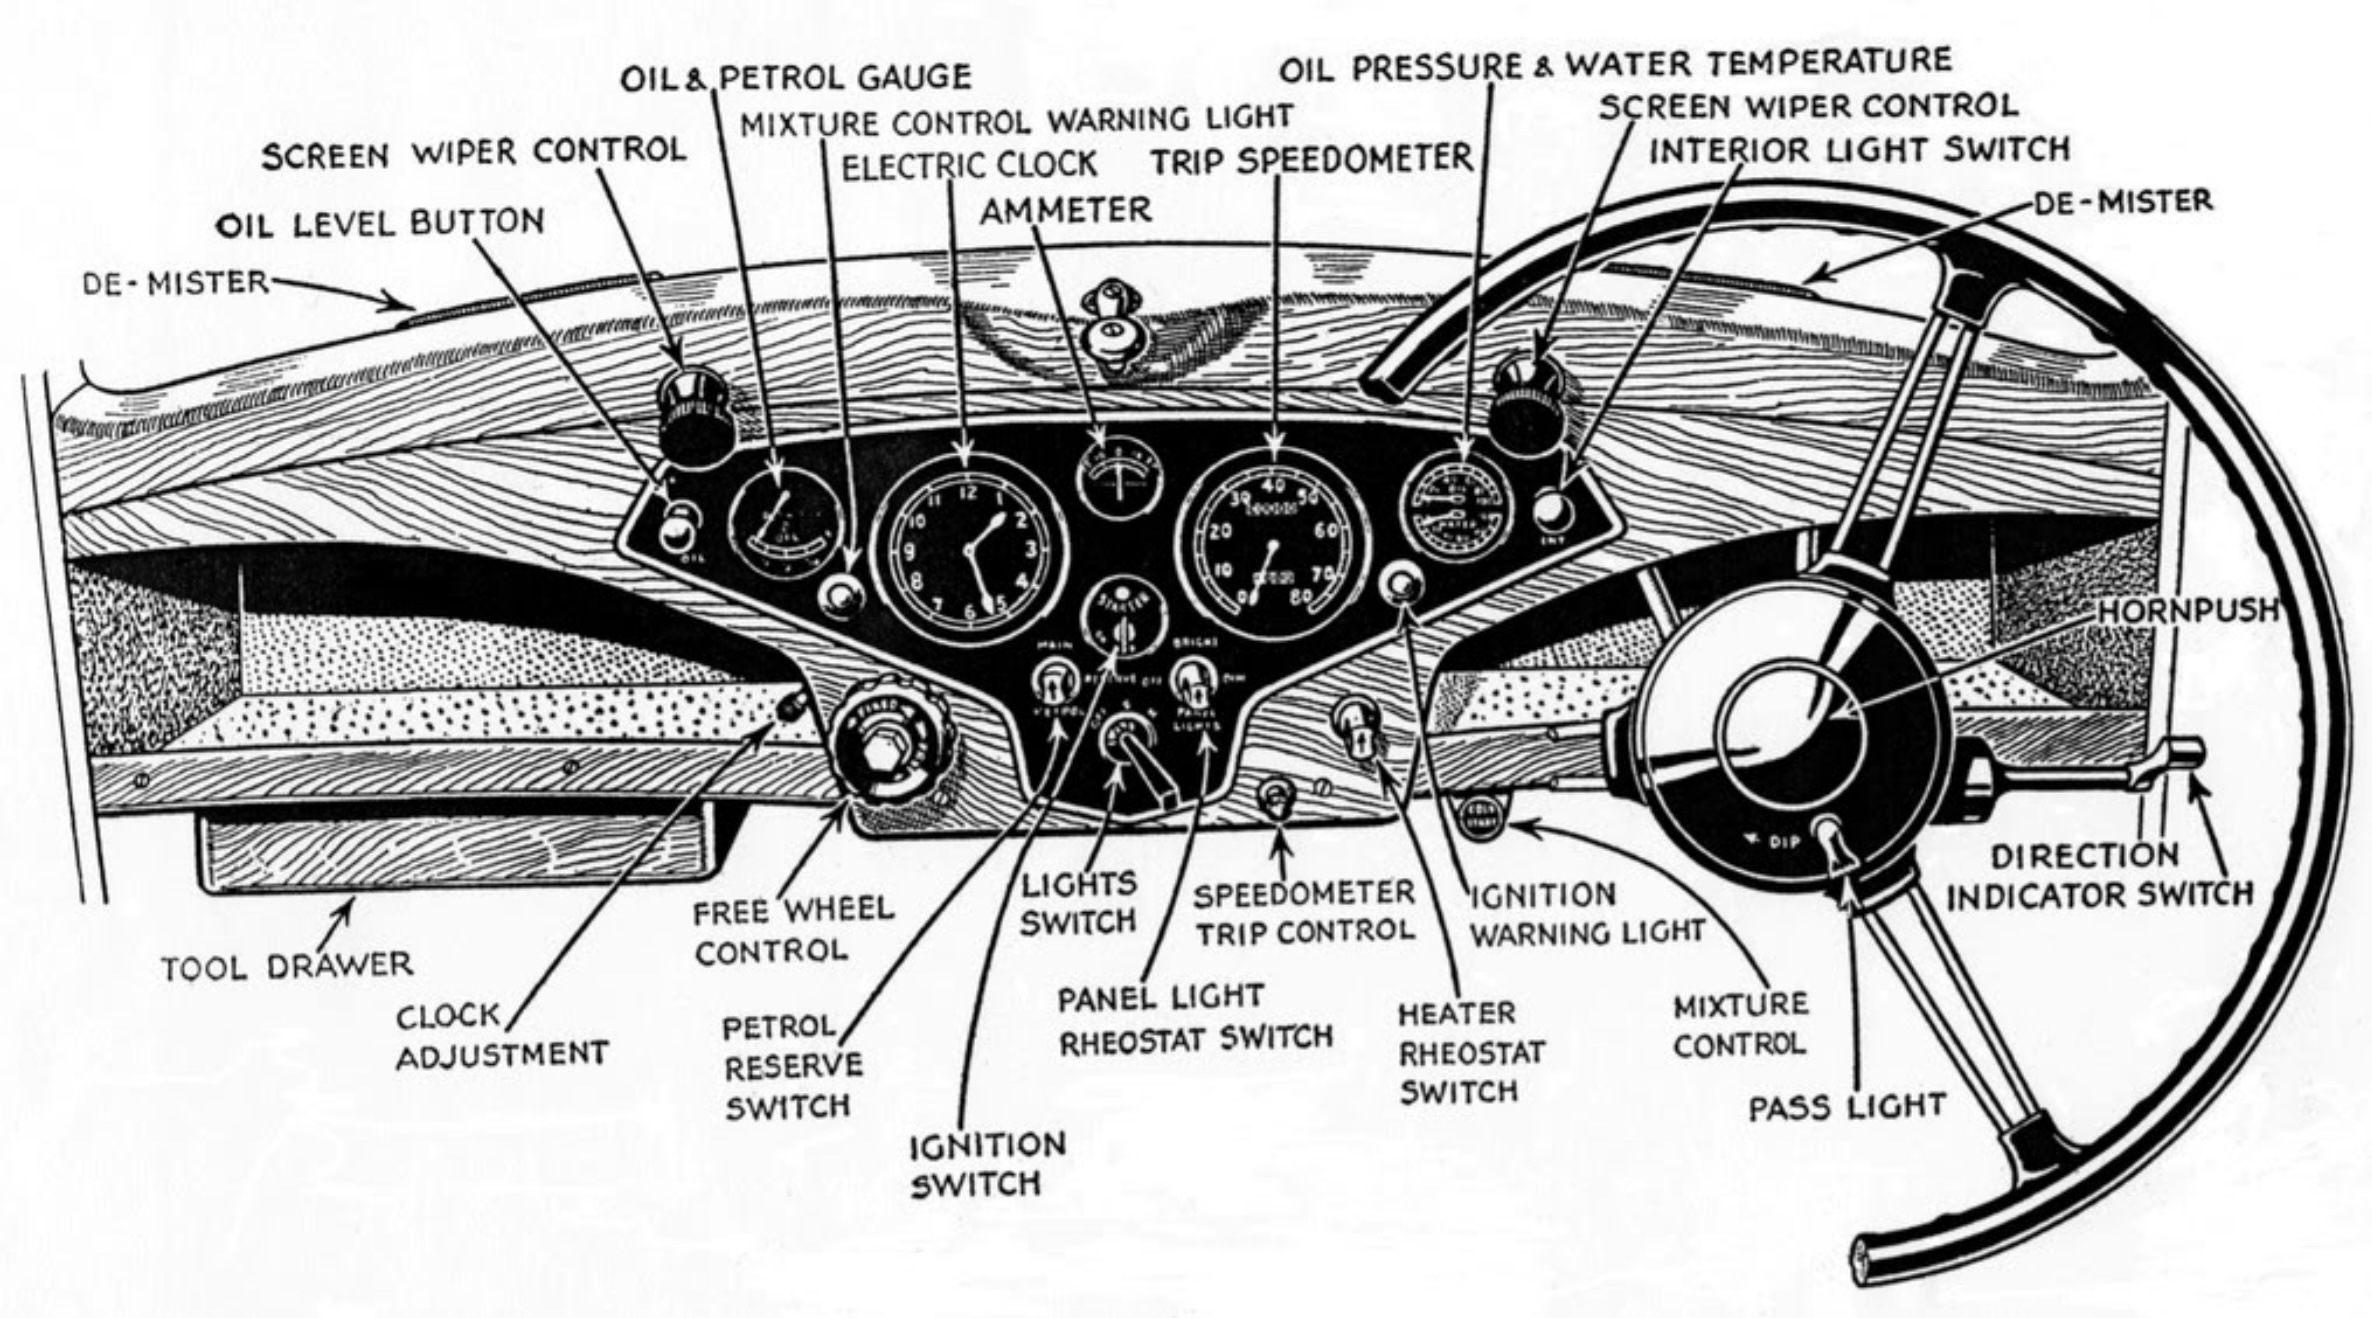 OIL & PETROL GAUGE
OIL PRESSURE & WATER TEMPERATURE
MIXTURE CONTROL WARNING LIGHT
SCREEN WIPER CONTROL
SCREEN WIPER CONTROL
ELECTRIC CLOCK
TRIP SPEEDOMETER
INTERIOR LIGHT SWITCH
AMMETER
DE-MISTER
OIL LEVEL BUTTON
DE-MISTER
12
1
2
3
4
5
6
7
8
9
10
11
0
10
20
30
40
50
60
70
80
OIL
OIL
WATER
INT
STARTER
MAIN
RESERVE
PETROL
BRIGHT
OFF
DIM
PANEL
LIGHTS
HORNPUSH
← DIP
DIRECTION
INDICATOR SWITCH
LIGHTS
SWITCH
SPEEDOMETER
TRIP CONTROL
IGNITION
WARNING LIGHT
FREE WHEEL
CONTROL
TOOL DRAWER
CLOCK
ADJUSTMENT
PETROL
RESERVE
SWITCH
PANEL LIGHT
RHEOSTAT SWITCH
HEATER
RHEOSTAT
SWITCH
MIXTURE
CONTROL
PASS LIGHT
IGNITION
SWITCH